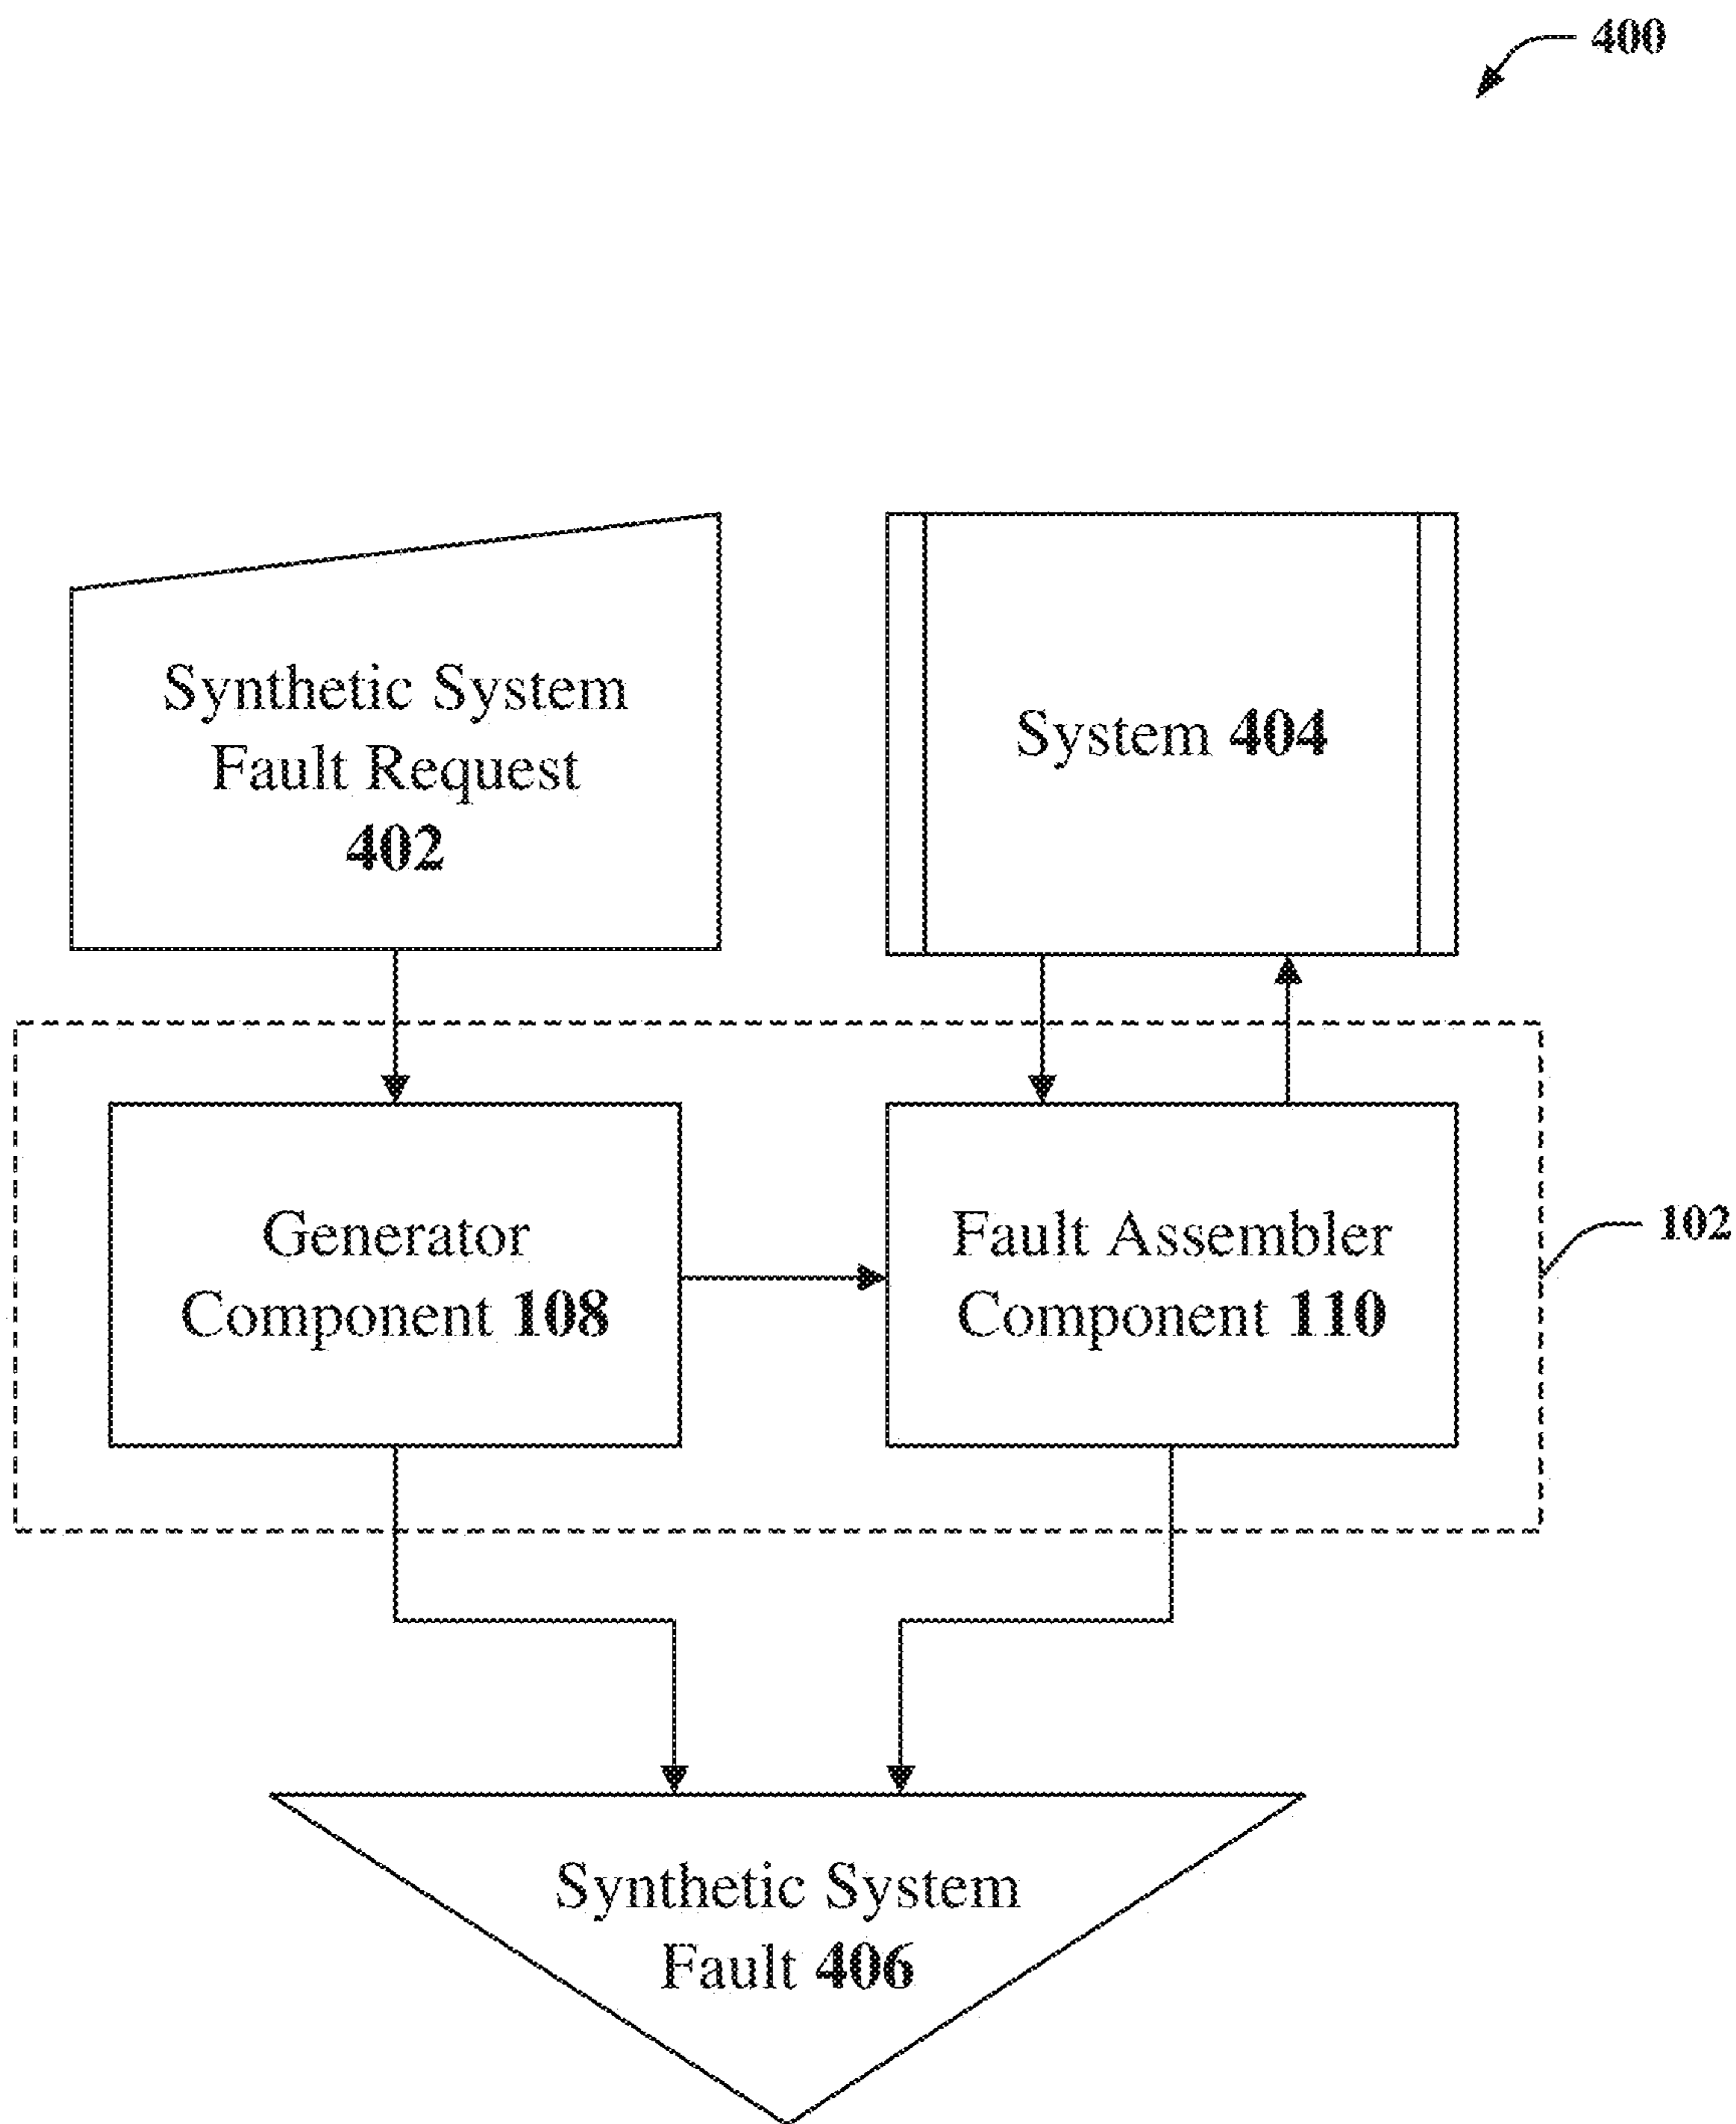 400
Synthetic System
Fault Request
402
System 404
Generator
Component 108
Fault Assembler
Component 110
102
Synthetic System
Fault 406